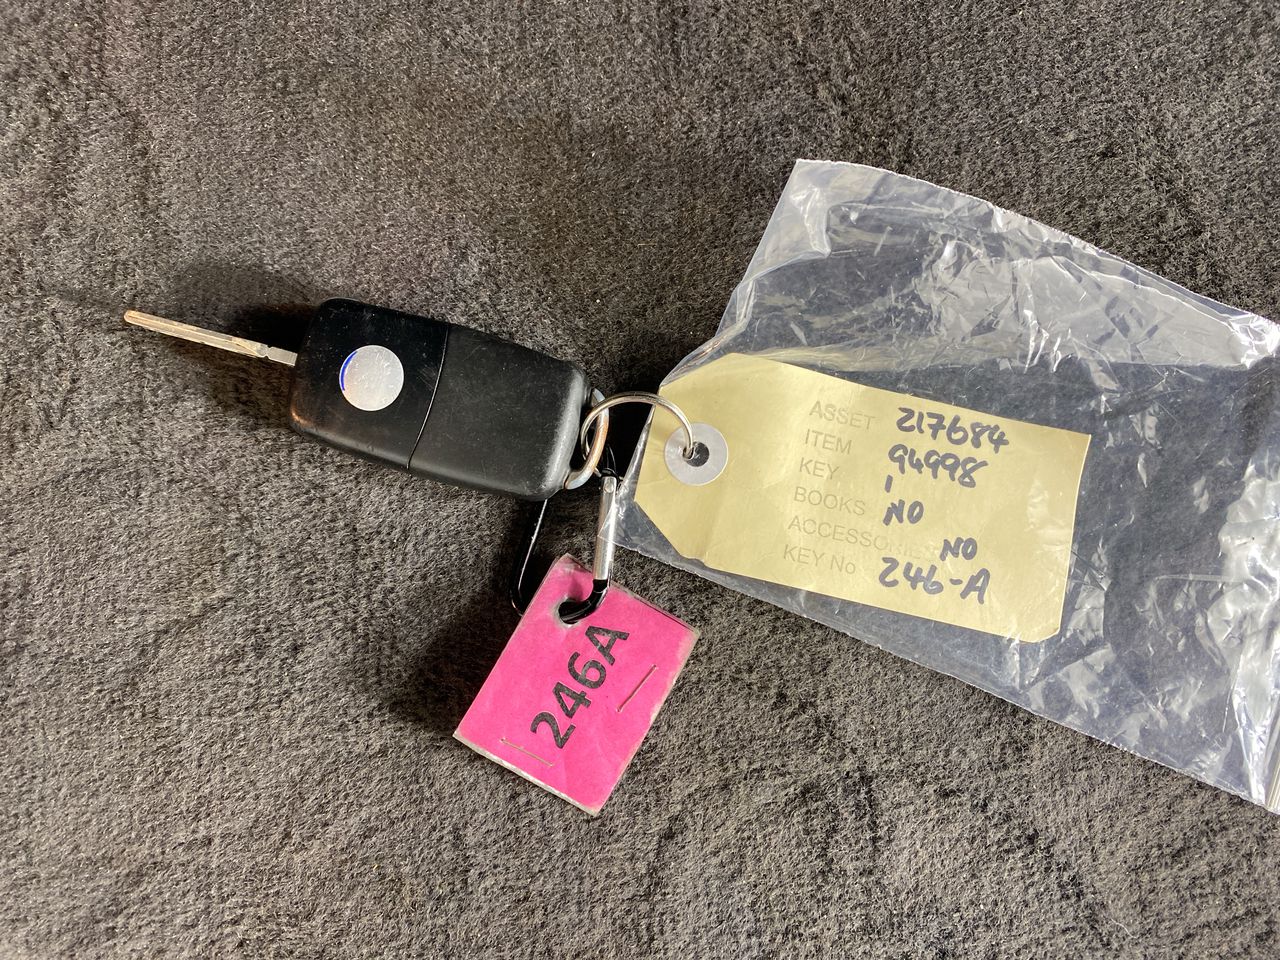 ASSET 217684
ITEM 94998
KEY 1
BOOKS NO
ACCESSORIES NO
KEY No 246-A
246A